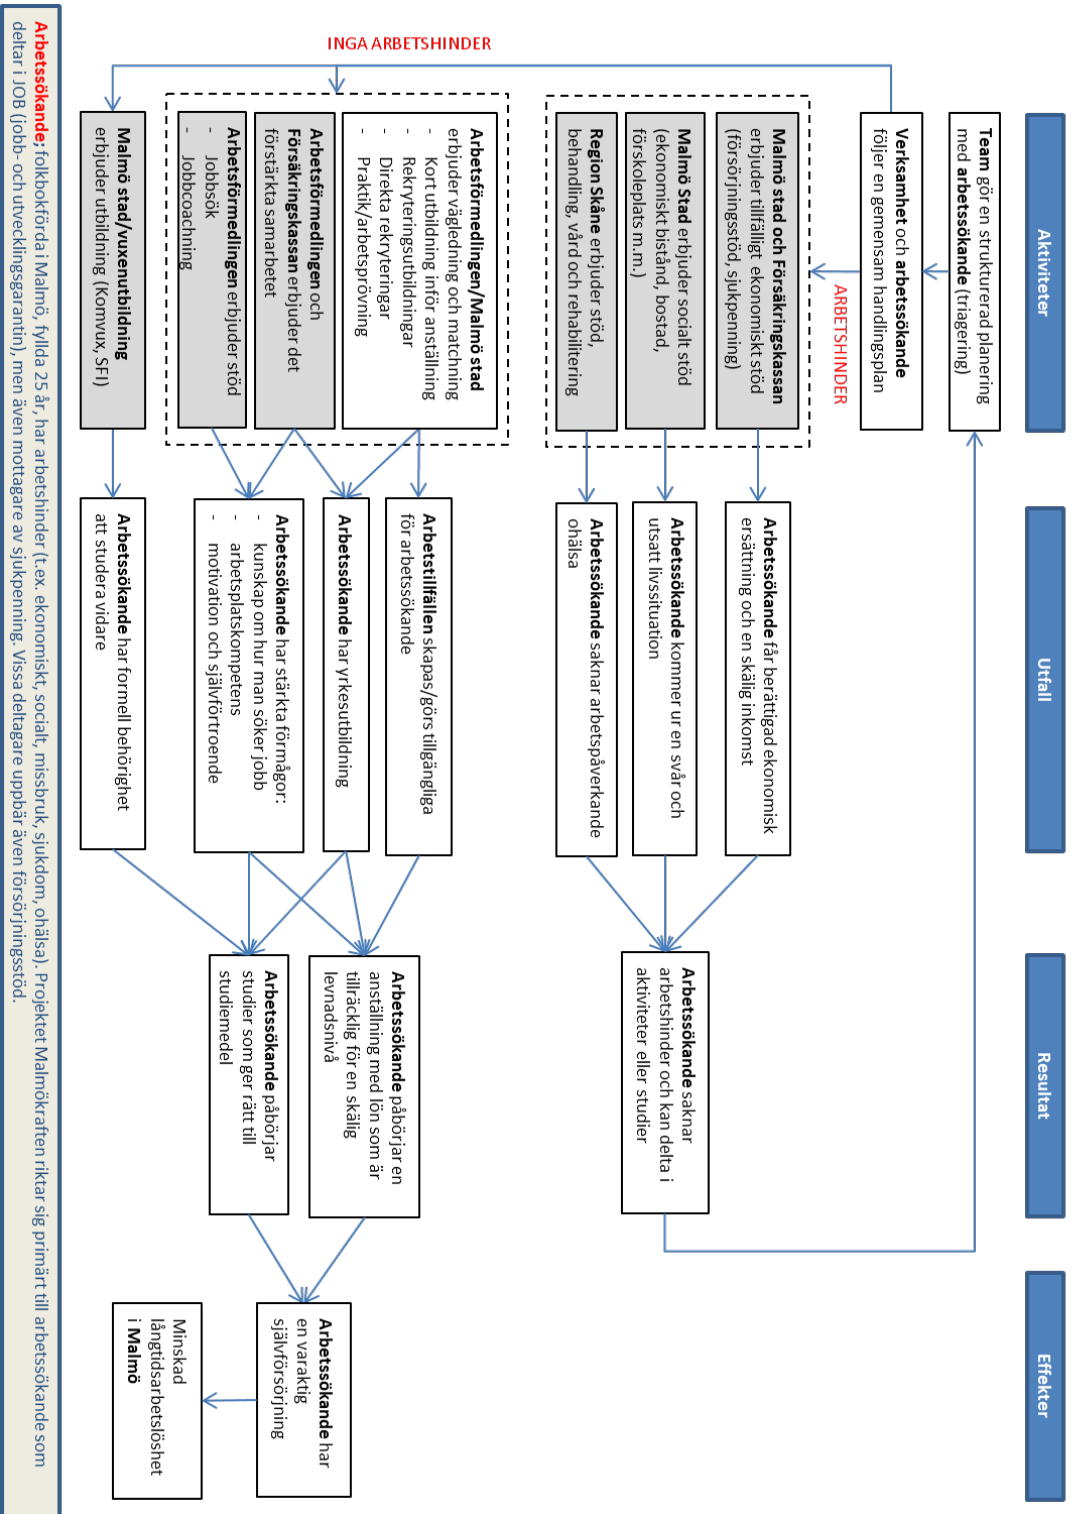 Aktiviteter
Utfall
Resultat
Effekter
Team gör en strukturerad planering
med arbetssökande (triagering)
Verksamhet och arbetssökande
följer en gemensam handlingsplan
ARBETSHINDER
INGA ARBETSHINDER
Malmö stad och Försäkringskassan
erbjuder tillfälligt ekonomiskt stöd
(försörjningsstöd, sjukpenning)
Malmö Stad erbjuder socialt stöd
(ekonomiskt bistånd, bostad,
förskoleplats m.m.)
Region Skåne erbjuder stöd,
behandling, vård och rehabilitering
Arbetssökande får berättigad ekonomisk
ersättning och en skälig inkomst
Arbetssökande kommer ur en svår och
utsatt livssituation
Arbetssökande saknar arbetspåverkande
ohälsa
Arbetssökande saknar
arbetshinder och kan delta i
aktiviteter eller studier
Arbetsförmedlingen/Malmö stad
erbjuder vägledning och matchning
- Kort utbildning inför anställning
- Rekryteringsutbildningar
- Direkta rekryteringar
- Praktik/arbetsprövning
Arbetsförmedlingen och
Försäkringskassan erbjuder det
förstärkta samarbetet
Arbetsförmedlingen erbjuder stöd
- Jobbsök
- Jobbcoachning
Malmö stad/vuxenutbildning
erbjuder utbildning (Komvux, SFI)
Arbetstillfällen skapas/görs tillgängliga
för arbetssökande
Arbetssökande har yrkesutbildning
Arbetssökande har stärkta förmågor:
- kunskap om hur man söker jobb
- arbetsplatskompetens
- motivation och självförtroende
Arbetssökande har formell behörighet
att studera vidare
Arbetssökande påbörjar en
anställning med lön som är
tillräcklig för en skälig
levnadsnivå
Arbetssökande påbörjar
studier som ger rätt till
studiemedel
Arbetssökande har
en varaktig
självförsörjning
Minskad
långtidsarbetslöshet
i Malmö
Arbetssökande; folkbokförda i Malmö, fyllda 25 år, har arbetshinder (t.ex. ekonomiskt, socialt, missbruk, sjukdom, ohälsa). Projektet Malmökraften riktar sig primärt till arbetssökande som
deltar i JOB (jobb- och utvecklingsgarantin), men även mottagare av sjukpenning. Vissa deltagare uppbär även försörjningsstöd.